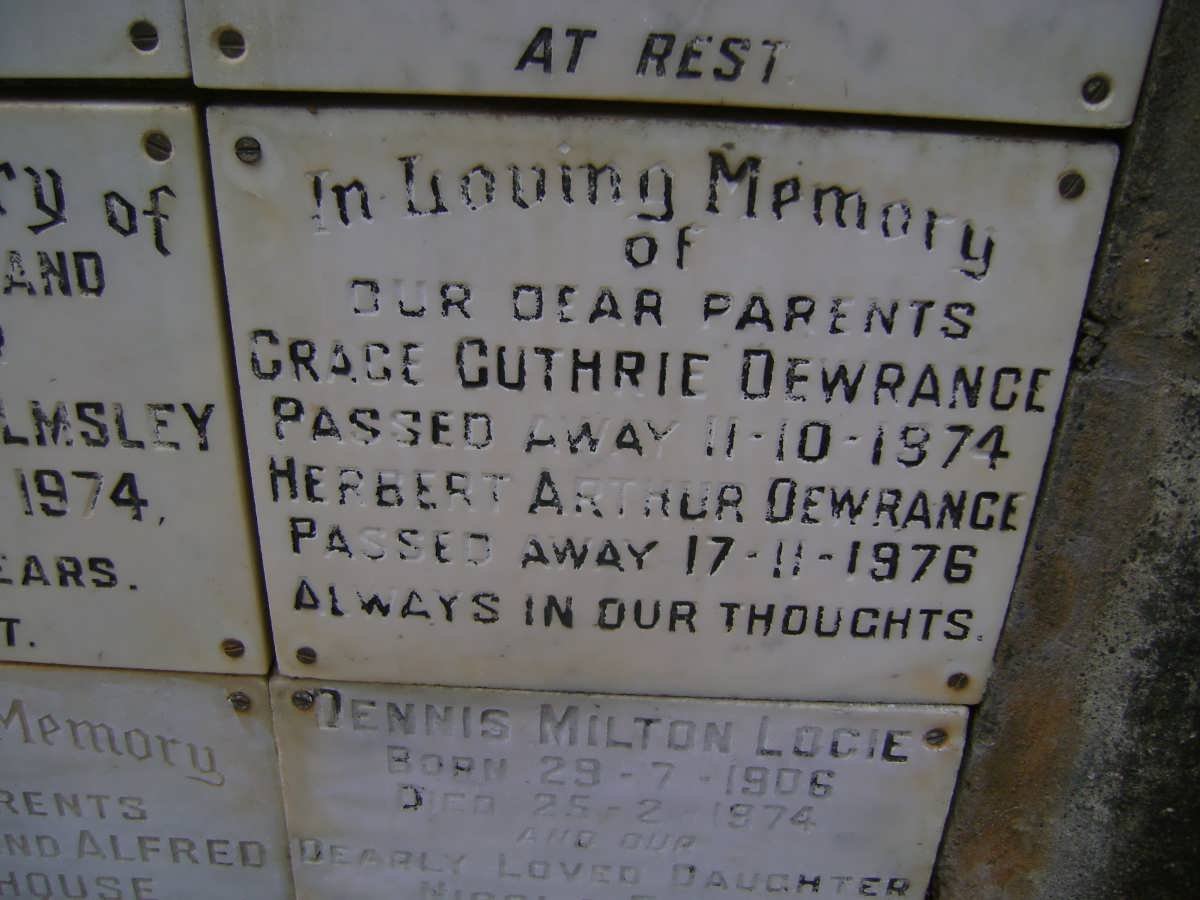 AT REST
ry of
AND
LMSLEY
1974,
EARS.
T.
In Loving Memory
of
OUR DEAR PARENTS
GRACE GUTHRIE DEWRANCE
PASSED AWAY 11-10-1974
HERBERT ARTHUR DEWRANCE
PASSED AWAY 17-11-1976
ALWAYS IN OUR THOUGHTS.
Memory
RENTS
ND ALFRED
HOUSE
DENNIS MILTON LOGIE
BORN 29-7-1906
DIED 25-2-1974
AND OUR
DEARLY LOVED DAUGHTER